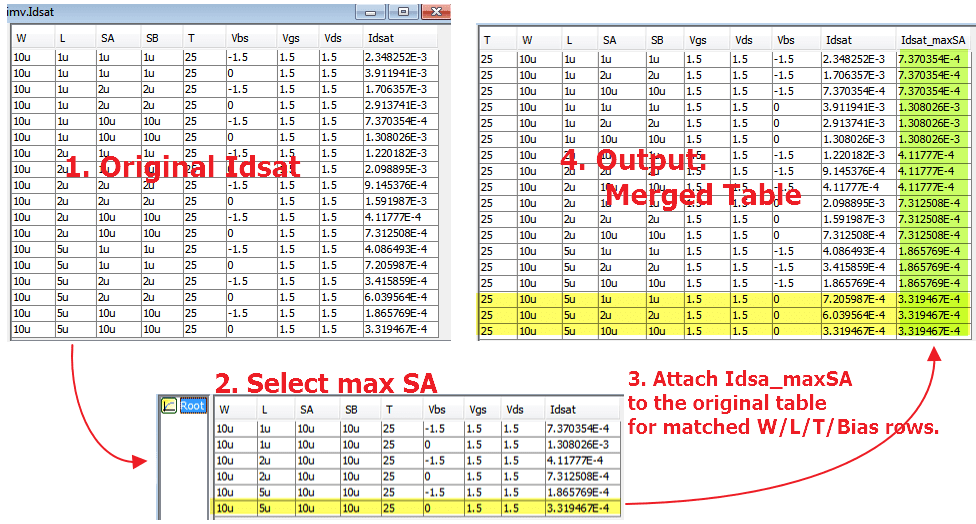 imv.Idsat
W L SA SB T Vbs Vgs Vds Idsat
10u 1u 1u 1u 25 -1.5 1.5 1.5 2.348252E-3
10u 1u 1u 1u 25 0 1.5 1.5 3.911941E-3
10u 1u 2u 2u 25 -1.5 1.5 1.5 1.706357E-3
10u 1u 2u 2u 25 0 1.5 1.5 2.913741E-3
10u 1u 10u 10u 25 -1.5 1.5 1.5 7.370354E-4
10u 1u 10u 10u 25 0 1.5 1.5 1.308026E-3
10u 2u 1u 1u 25 -1.5 1.5 1.5 1.220182E-3
10u 2u 1u 1u 25 0 1.5 1.5 2.098895E-3
10u 2u 2u 2u 25 -1.5 1.5 1.5 9.145376E-4
10u 2u 2u 2u 25 0 1.5 1.5 1.591987E-3
10u 2u 10u 10u 25 -1.5 1.5 1.5 4.11777E-4
10u 2u 10u 10u 25 0 1.5 1.5 7.312508E-4
10u 5u 1u 1u 25 -1.5 1.5 1.5 4.086493E-4
10u 5u 1u 1u 25 0 1.5 1.5 7.205987E-4
10u 5u 2u 2u 25 -1.5 1.5 1.5 3.415859E-4
10u 5u 2u 2u 25 0 1.5 1.5 6.039564E-4
10u 5u 10u 10u 25 -1.5 1.5 1.5 1.865769E-4
10u 5u 10u 10u 25 0 1.5 1.5 3.319467E-4
1. Original Idsat
T W L SA SB Vgs Vds Vbs Idsat Idsat_maxSA
25 10u 1u 1u 1u 1.5 1.5 -1.5 2.348252E-3 7.370354E-4
25 10u 1u 2u 2u 1.5 1.5 -1.5 1.706357E-3 7.370354E-4
25 10u 1u 10u 10u 1.5 1.5 -1.5 7.370354E-4 7.370354E-4
25 10u 1u 1u 1u 1.5 1.5 0 3.911941E-3 1.308026E-3
25 10u 1u 2u 2u 1.5 1.5 0 2.913741E-3 1.308026E-3
25 10u 1u 10u 10u 1.5 1.5 0 1.308026E-3 1.308026E-3
25 10u 2u 1u 1u 1.5 1.5 -1.5 1.220182E-3 4.11777E-4
25 10u 2u 2u 2u 1.5 1.5 -1.5 9.145376E-4 4.11777E-4
25 10u 2u 10u 10u 1.5 1.5 -1.5 4.11777E-4 4.11777E-4
25 10u 2u 1u 1u 1.5 1.5 0 2.098895E-3 7.312508E-4
25 10u 2u 2u 2u 1.5 1.5 0 1.591987E-3 7.312508E-4
25 10u 2u 10u 10u 1.5 1.5 0 7.312508E-4 7.312508E-4
25 10u 5u 1u 1u 1.5 1.5 -1.5 4.086493E-4 1.865769E-4
25 10u 5u 2u 2u 1.5 1.5 -1.5 3.415859E-4 1.865769E-4
25 10u 5u 10u 10u 1.5 1.5 -1.5 1.865769E-4 1.865769E-4
25 10u 5u 1u 1u 1.5 1.5 0 7.205987E-4 3.319467E-4
25 10u 5u 2u 2u 1.5 1.5 0 6.039564E-4 3.319467E-4
25 10u 5u 10u 10u 1.5 1.5 0 3.319467E-4 3.319467E-4
4. Output:
Merged Table
2. Select max SA
Root
W L SA SB T Vbs Vgs Vds Idsat
10u 1u 10u 10u 25 -1.5 1.5 1.5 7.370354E-4
10u 1u 10u 10u 25 0 1.5 1.5 1.308026E-3
10u 2u 10u 10u 25 -1.5 1.5 1.5 4.11777E-4
10u 2u 10u 10u 25 0 1.5 1.5 7.312508E-4
10u 5u 10u 10u 25 -1.5 1.5 1.5 1.865769E-4
10u 5u 10u 10u 25 0 1.5 1.5 3.319467E-4
3. Attach Idsa_maxSA
to the original table
for matched W/L/T/Bias rows.